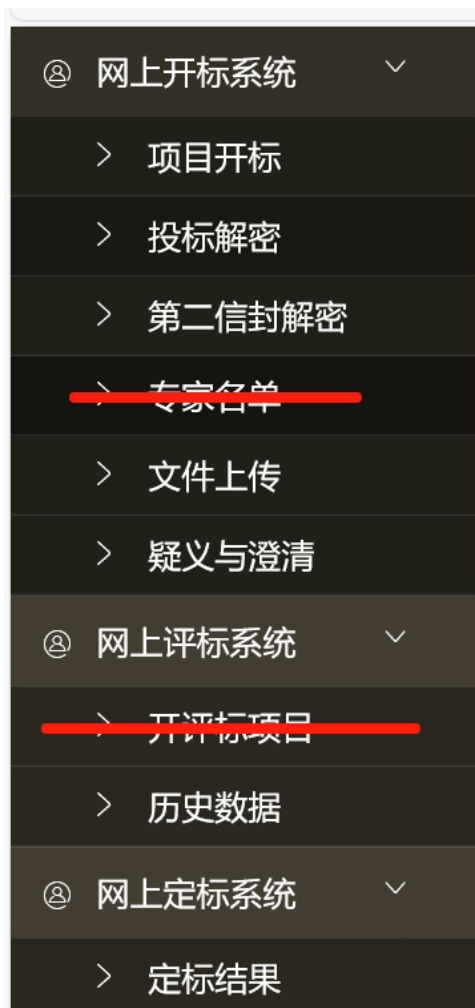 网上开标系统
项目开标
投标解密
第二信封解密
专家名单
文件上传
疑义与澄清
网上评标系统
开评标项目
历史数据
网上定标系统
定标结果